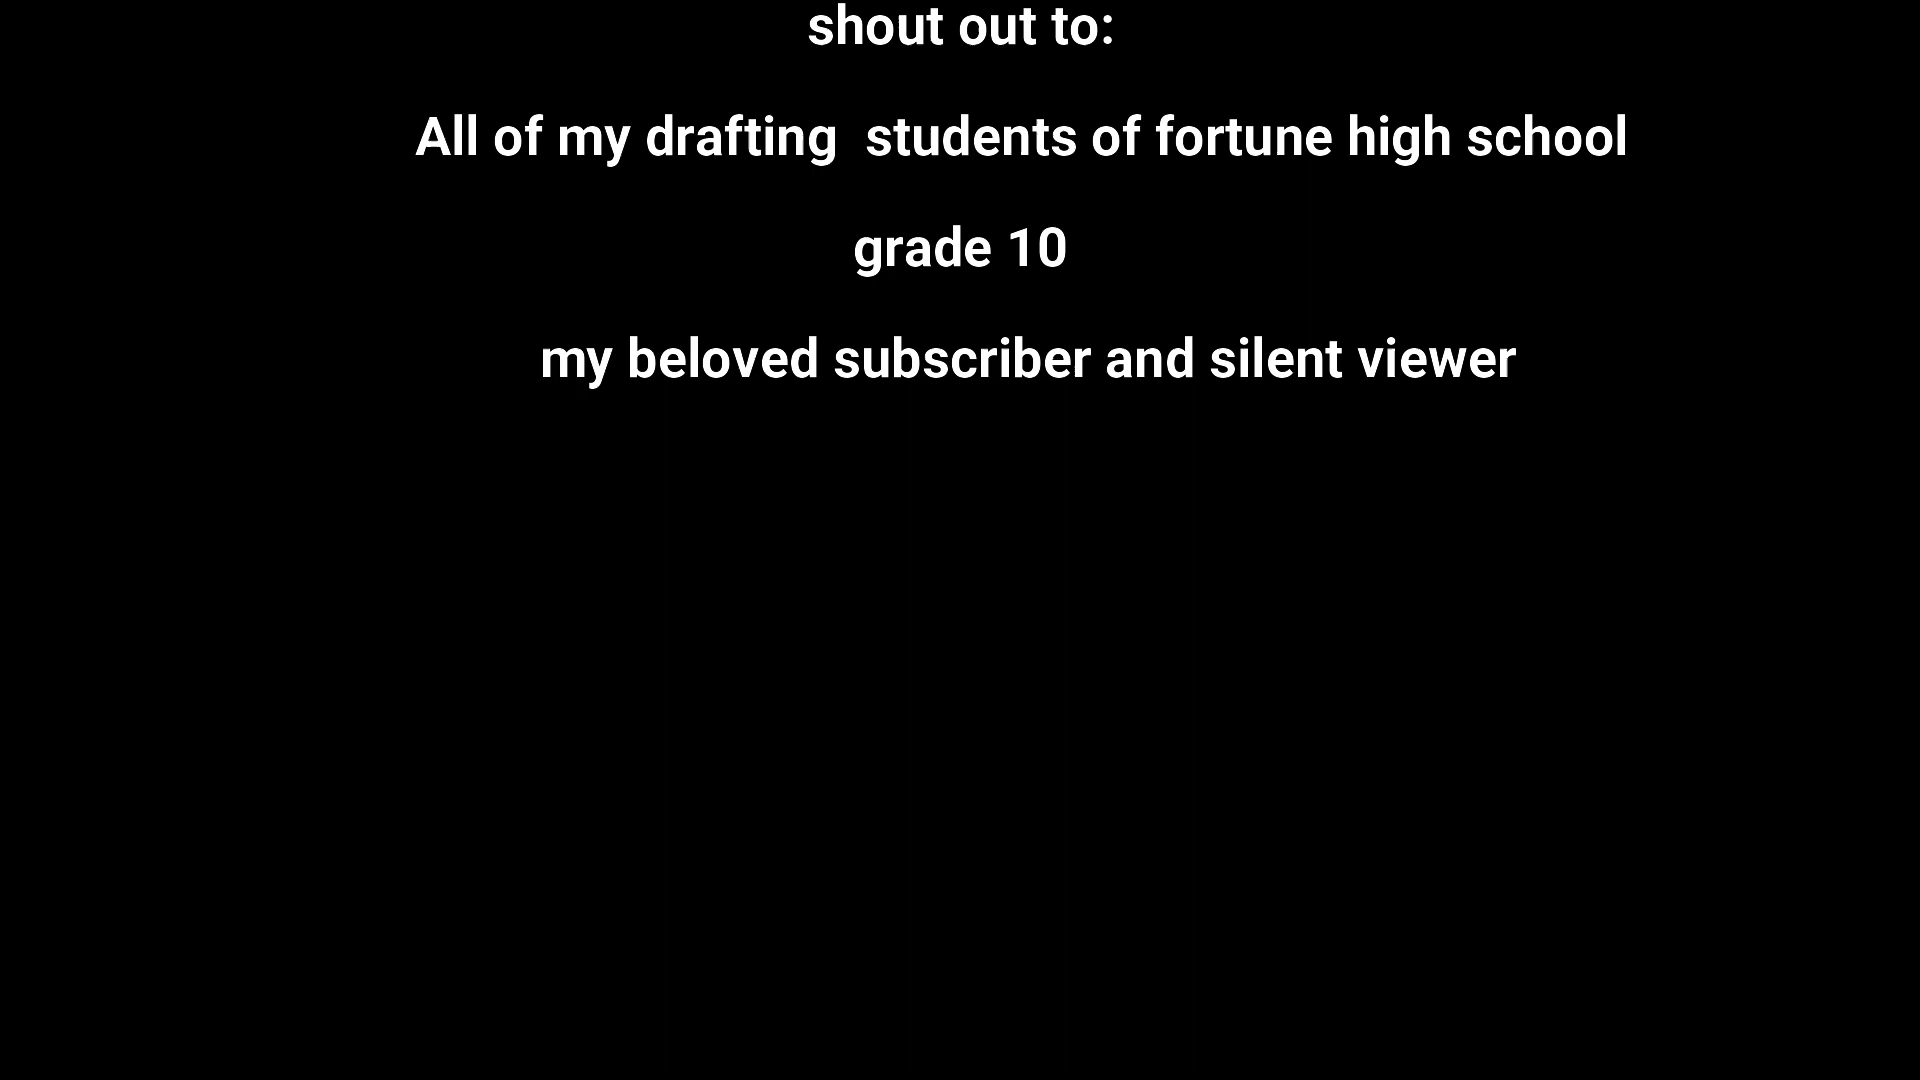 shout out to:
All of my drafting  students of fortune high school
grade 10
my beloved subscriber and silent viewer